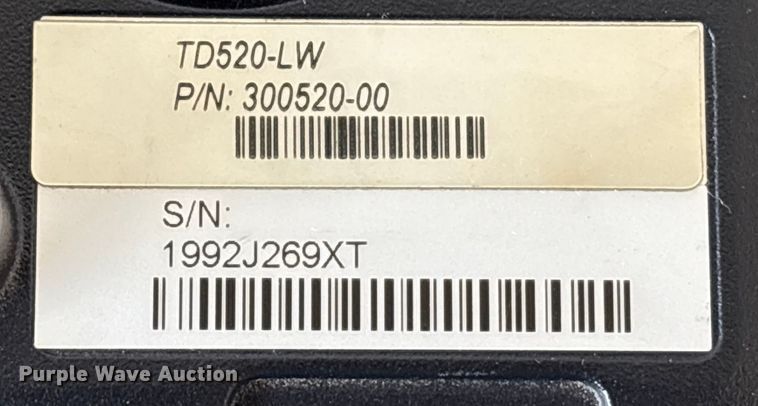 TD520-LW
P/N: 300520-00
S/N:
1992J269XT
Purple Wave Auction